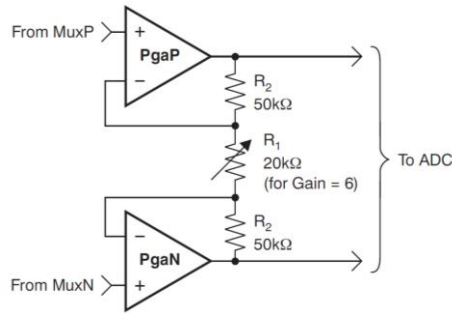 From MuxP
+
PgaP
−
R2
50kΩ
R1
20kΩ
(for Gain = 6)
To ADC
R2
50kΩ
−
PgaN
From MuxN
+